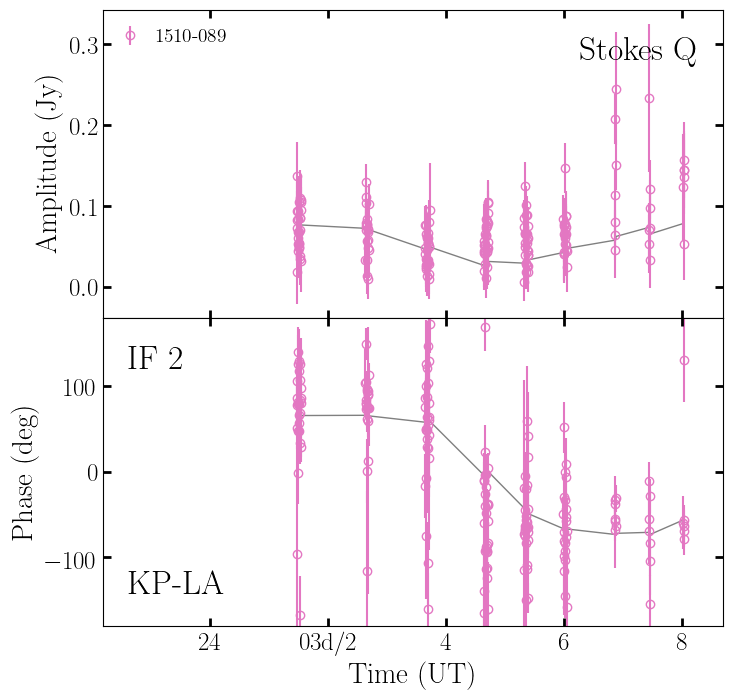 1510-089
Stokes Q
Amplitude (Jy)
0.3
0.2
0.1
0.0
IF 2
KP-LA
Phase (deg)
100
0
−100
24 03d/2 4 6 8
Time (UT)